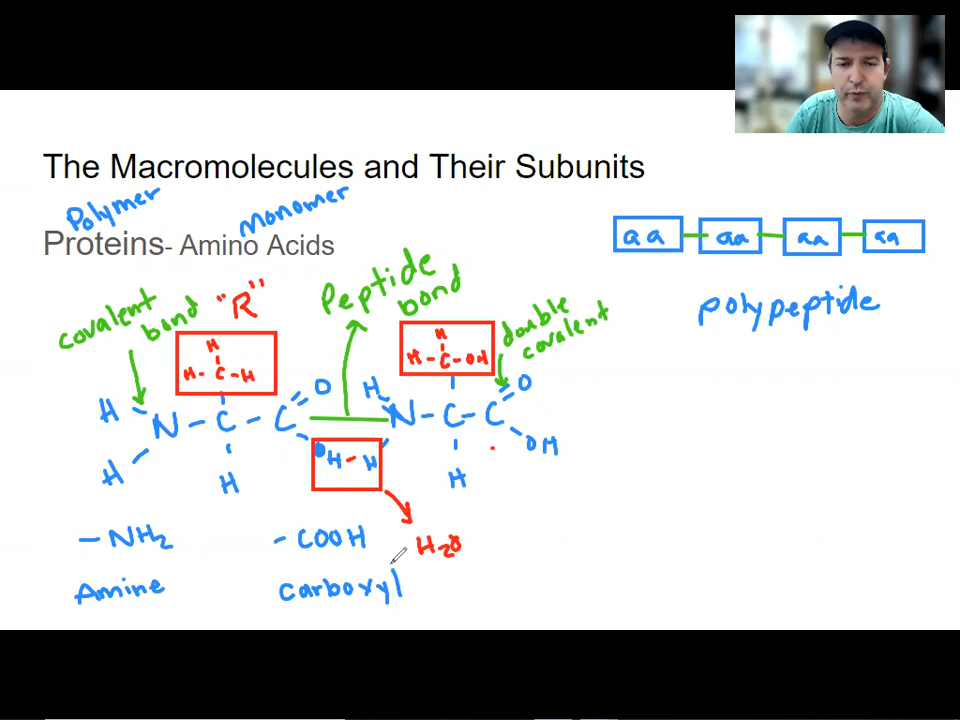 The Macromolecules and Their Subunits
Polymer
Monomer
Proteins- Amino Acids
aa aa aa aa
polypeptide
covalent
bond
"R"
Peptide
bond
double
covalent
H
H - C - H
H
H - C - OH
H
N - C - C
O
H
H
OH - H
H
N - C - C
O
OH
H
H2O
- NH2
- COOH
Amine
Carboxyl